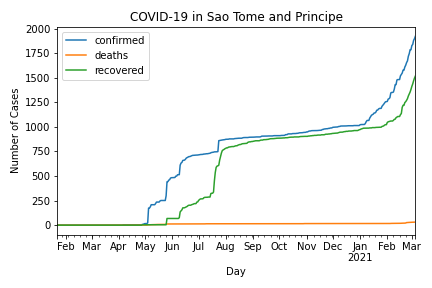 COVID-19 in Sao Tome and Principe
confirmed
deaths
recovered
Number of Cases
2000
1750
1500
1250
1000
750
500
250
0
Feb Mar Apr May Jun Jul Aug Sep Oct Nov Dec Jan Feb Mar
2021
Day